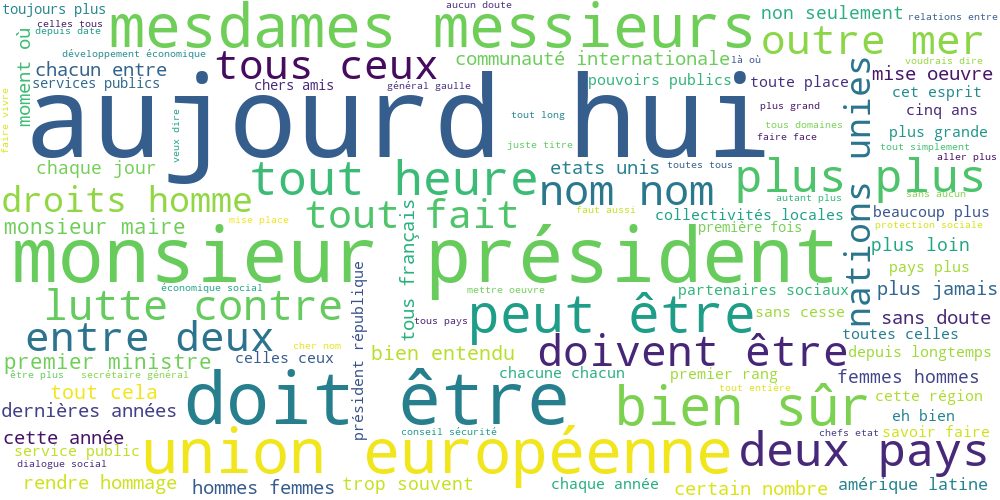 toujours plus
mesdames messieurs
aucun doute
non seulement
relations entre
celles tous
depuis date
moment où
développement économique
outre mer
voudrais dire
chacun entre
tous ceux
communauté internationale
là où
mise oeuvre
services publics
chers amis
général gaulle
pouvoirs publics
toute place
cet esprit
aujourd hui
plus grand
cinq ans
faire vivre
veux dire
tout long
tous domaines
plus grande
juste titre
faire face
tout simplement
aller plus
chaque jour
tout heure
etats unis
toutes tous
plus plus
nations unies
droits homme
nom nom
sans aucun
autant plus
tout fait
faut aussi
collectivités locales
beaucoup plus
monsieur maire
mise place
première fois
protection sociale
monsieur président
tous français
plus loin
pays plus
président république
économique social
mettre oeuvre
partenaires sociaux
plus jamais
lutte contre
peut être
sans cesse
sans doute
tous pays
entre deux
toutes celles
cher nom
premier ministre
celles ceux
bien entendu
doivent être
depuis longtemps
être plus
secrétaire général
chacune chacun
premier rang
femmes hommes
tout cela
doit être
tout entière
cette région
dernières années
bien sûr
eh bien
cette année
conseil sécurité
chefs etat
savoir faire
service public
union européenne
deux pays
dialogue social
rendre hommage
hommes femmes
trop souvent
chaque année
certain nombre
amérique latine